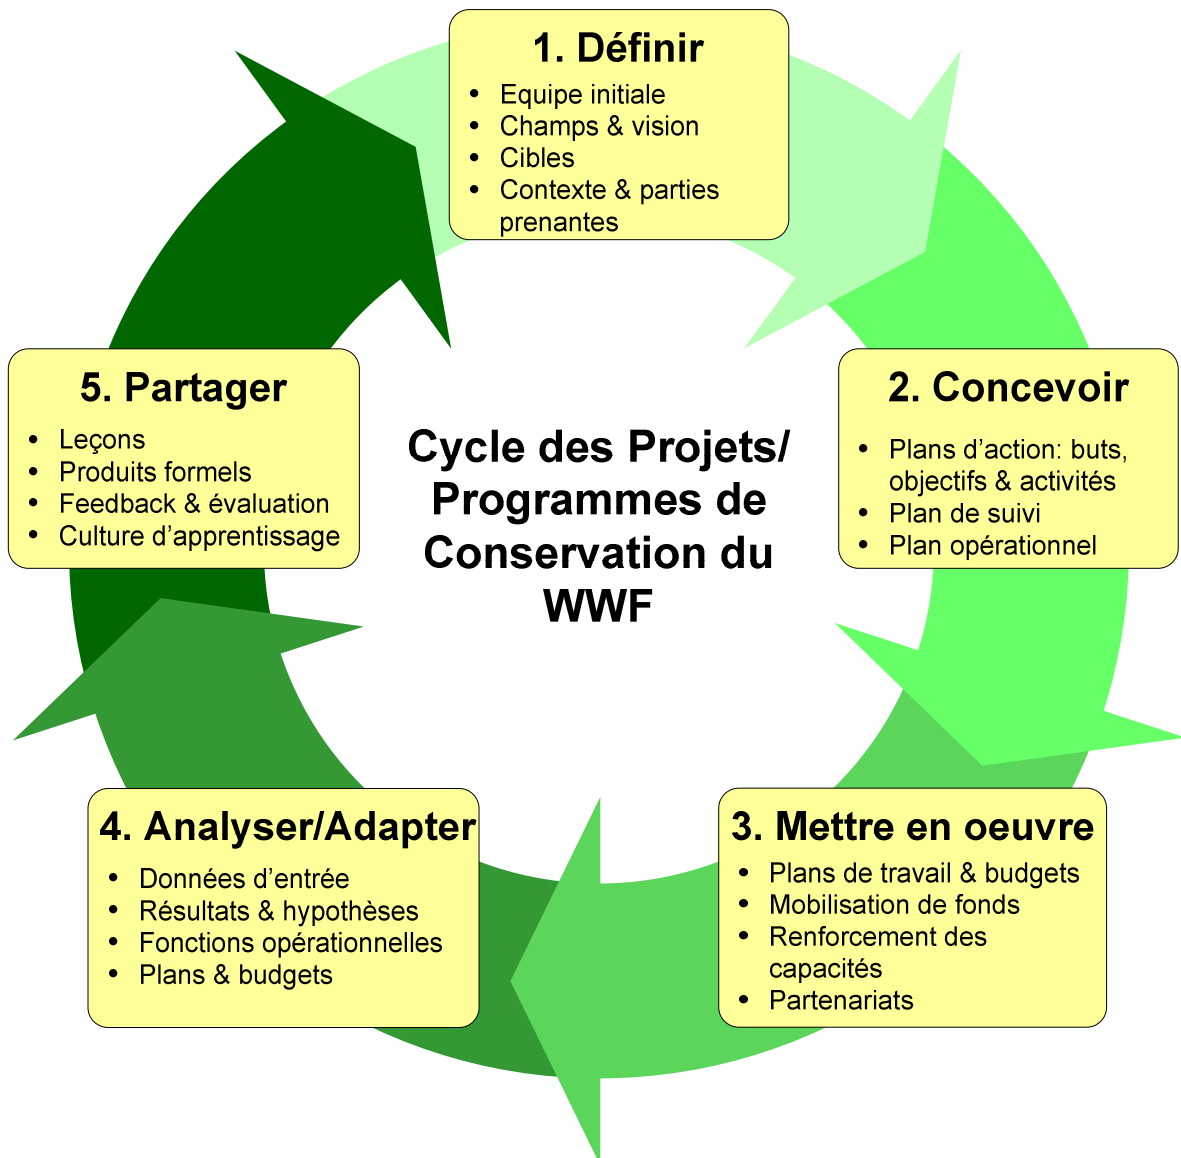 1. Définir
• Equipe initiale
• Champs & vision
• Cibles
• Contexte & parties
prenantes
2. Concevoir
• Plans d’action: buts,
objectifs & activités
• Plan de suivi
• Plan opérationnel
3. Mettre en oeuvre
• Plans de travail & budgets
• Mobilisation de fonds
• Renforcement des
capacités
• Partenariats
4. Analyser/Adapter
• Données d’entrée
• Résultats & hypothèses
• Fonctions opérationnelles
• Plans & budgets
5. Partager
• Leçons
• Produits formels
• Feedback & évaluation
• Culture d’apprentissage
Cycle des Projets/
Programmes de
Conservation du
WWF